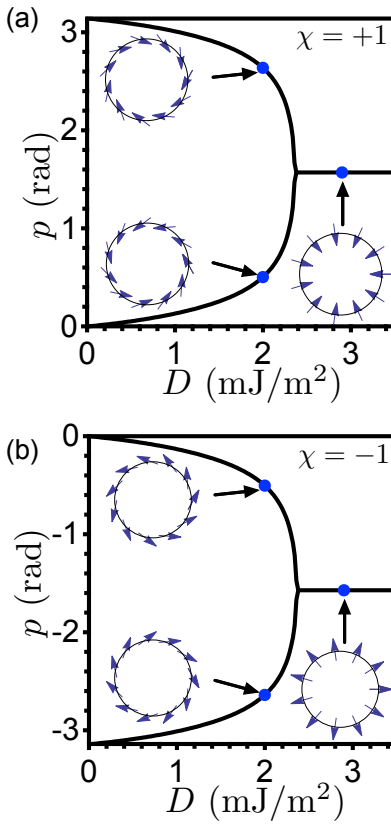 (a)
χ = +1
3
2
1
0
p (rad)
0
1
2
3
D (mJ/m²)
(b)
χ = −1
0
-1
-2
-3
p (rad)
0
1
2
3
D (mJ/m²)